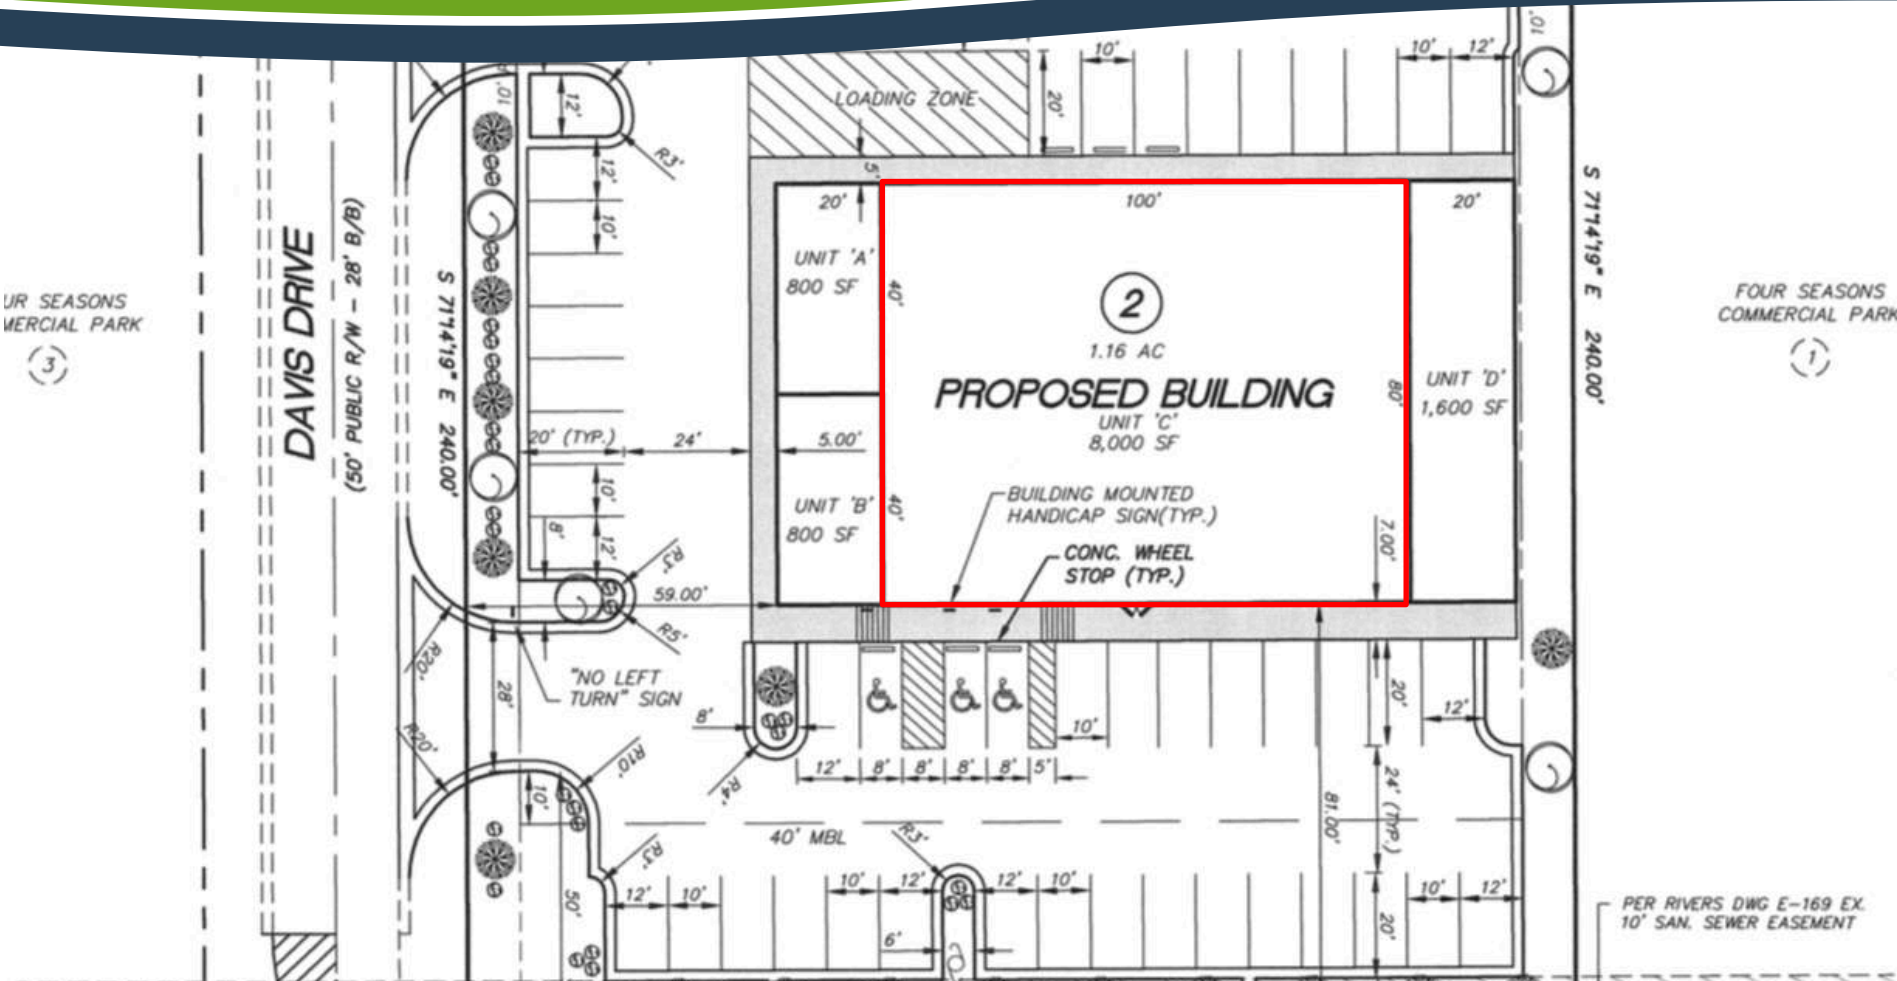 10'
12'
R3'
12'
10'
LOADING ZONE
20'
10'
10'
12'
10'
5'
20'
100'
20'
UNIT 'A'
800 SF
40'
2
1.16 AC
PROPOSED BUILDING
UNIT 'C'
8,000 SF
80'
UNIT 'D'
1,600 SF
5.00'
UNIT 'B'
800 SF
40'
BUILDING MOUNTED
HANDICAP SIGN(TYP.)
CONC. WHEEL
STOP (TYP.)
7.00'
DAVIS DRIVE
(50' PUBLIC R/W - 28' B/B)
S 71°14'19" E 240.00'
S 71°14'19" E 240.00'
UR SEASONS
MERCIAL PARK
3
FOUR SEASONS
COMMERCIAL PARK
1
20' (TYP.)
24'
10'
8'
12'
R3'
59.00'
R5'
R20'
"NO LEFT
TURN" SIGN
28'
R20'
8'
R4'
12'
8'
8'
8'
8'
5'
10'
20'
12'
R10'
10'
81.00'
24' (TYP.)
40' MBL
R3'
R3'
12'
10'
10'
12'
12'
10'
10'
12'
50'
6'
20'
PER RIVERS DWG E-169 EX.
10' SAN. SEWER EASEMENT